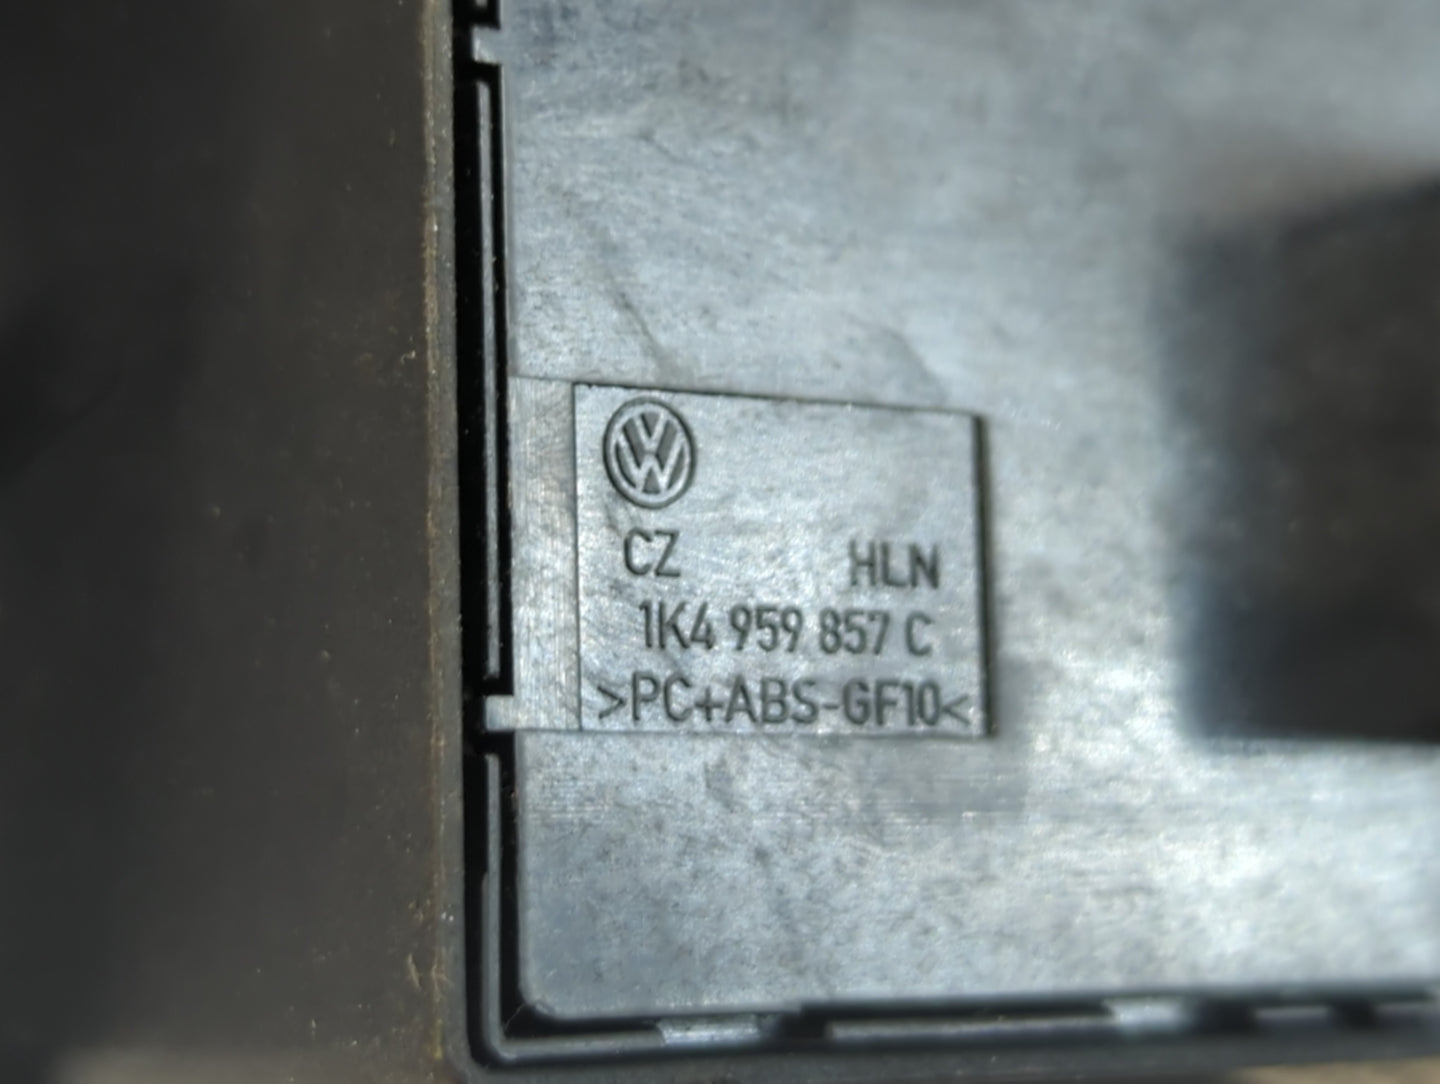 CZ HLN
1K4 959 857 C
>PC+ABS-GF10<